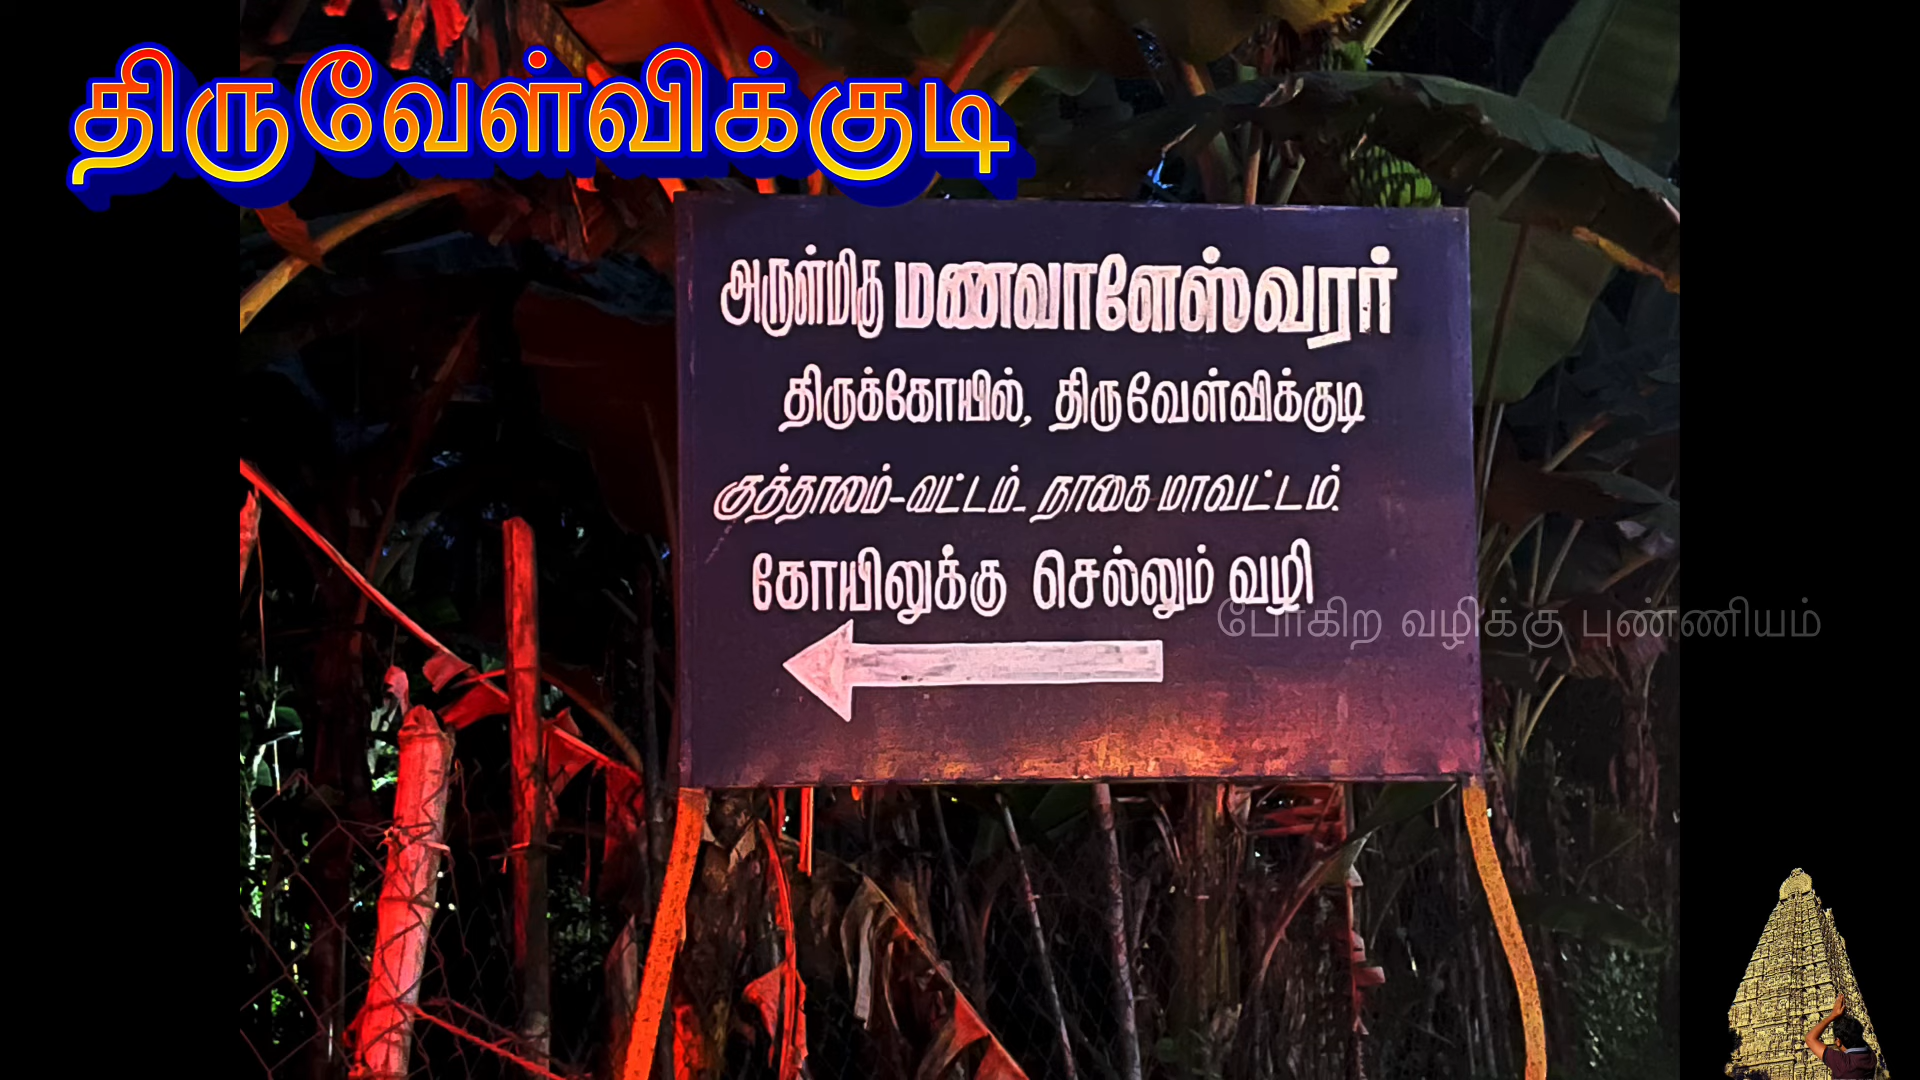 திருவேள்விக்குடி
அருள்மிகு மணவாளேஸ்வரர்
திருக்கோயில், திருவேள்விக்குடி
குத்தாலம்-வட்டம்- நாகை மாவட்டம்.
கோயிலுக்கு செல்லும் வழி
போகிற வழிக்கு புண்ணியம்